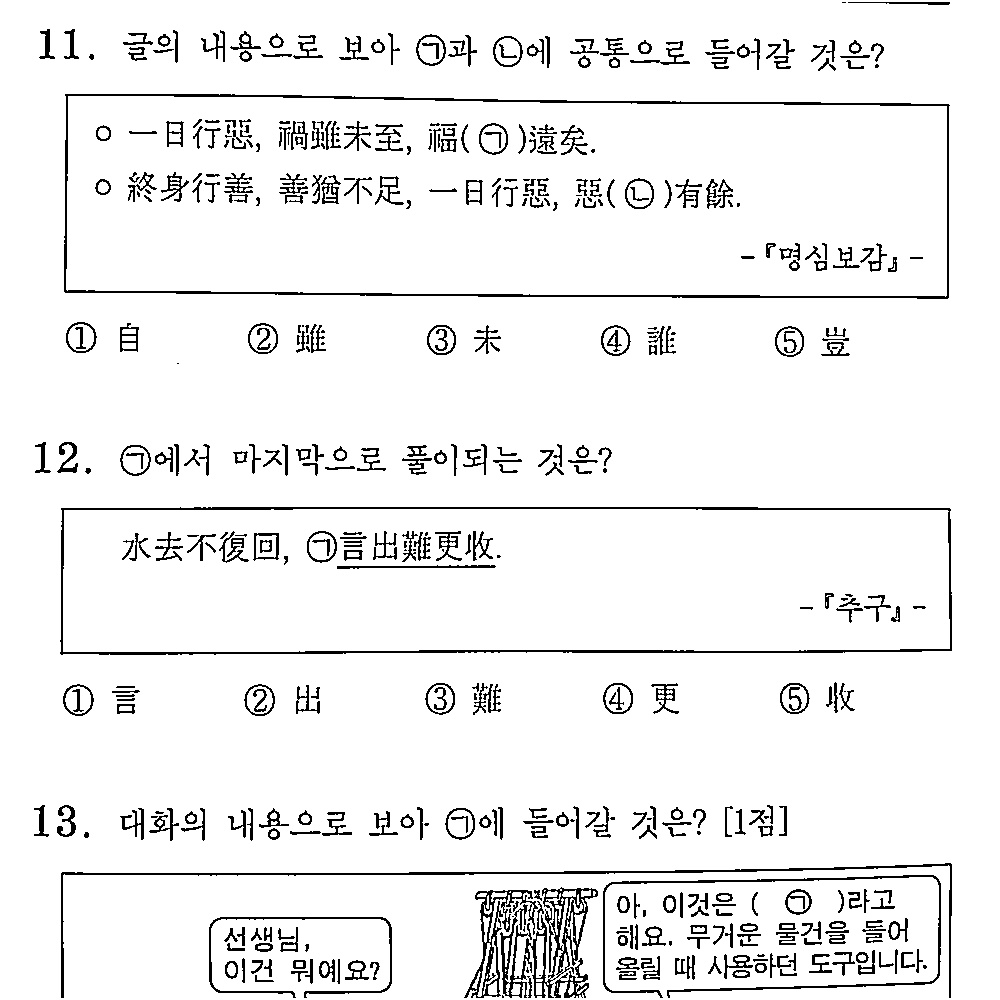 11. 글의 내용으로 보아 ㉠과 ㉡에 공통으로 들어갈 것은?
○ 一日行惡, 禍雖未至, 福( ㉠ )遠矣.
○ 終身行善, 善猶不足, 一日行惡, 惡( ㉡ )有餘.
-『명심보감』-
① 自 ② 雖 ③ 未 ④ 誰 ⑤ 豈
12. ㉠에서 마지막으로 풀이되는 것은?
水去不復回, ㉠言出難更收.
-『추구』-
① 言 ② 出 ③ 難 ④ 更 ⑤ 收
13. 대화의 내용으로 보아 ㉠에 들어갈 것은? [1점]
선생님,
이건 뭐예요?
아, 이것은 ( ㉠ )라고
해요. 무거운 물건을 들어
올릴 때 사용하던 도구입니다.